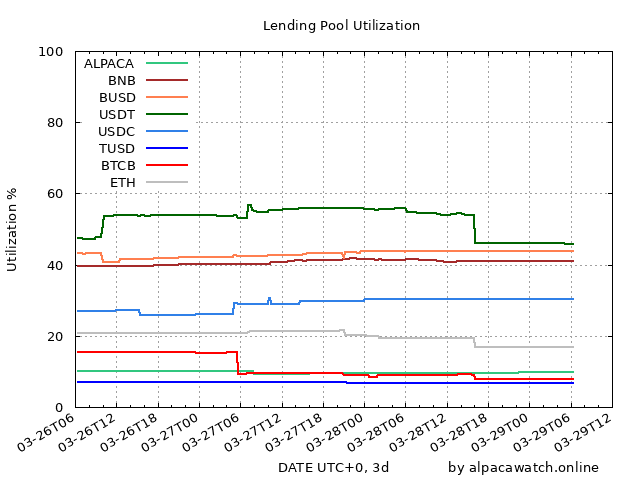 Lending Pool Utilization
100
80
60
40
20
0
Utilization %
ALPACA
BNB
BUSD
USDT
USDC
TUSD
BTCB
ETH
03-26T06
03-26T12
03-26T18
03-27T00
03-27T06
03-27T12
03-27T18
03-28T00
03-28T06
03-28T12
03-28T18
03-29T00
03-29T06
03-29T12
DATE UTC+0, 3d
by alpacawatch.online